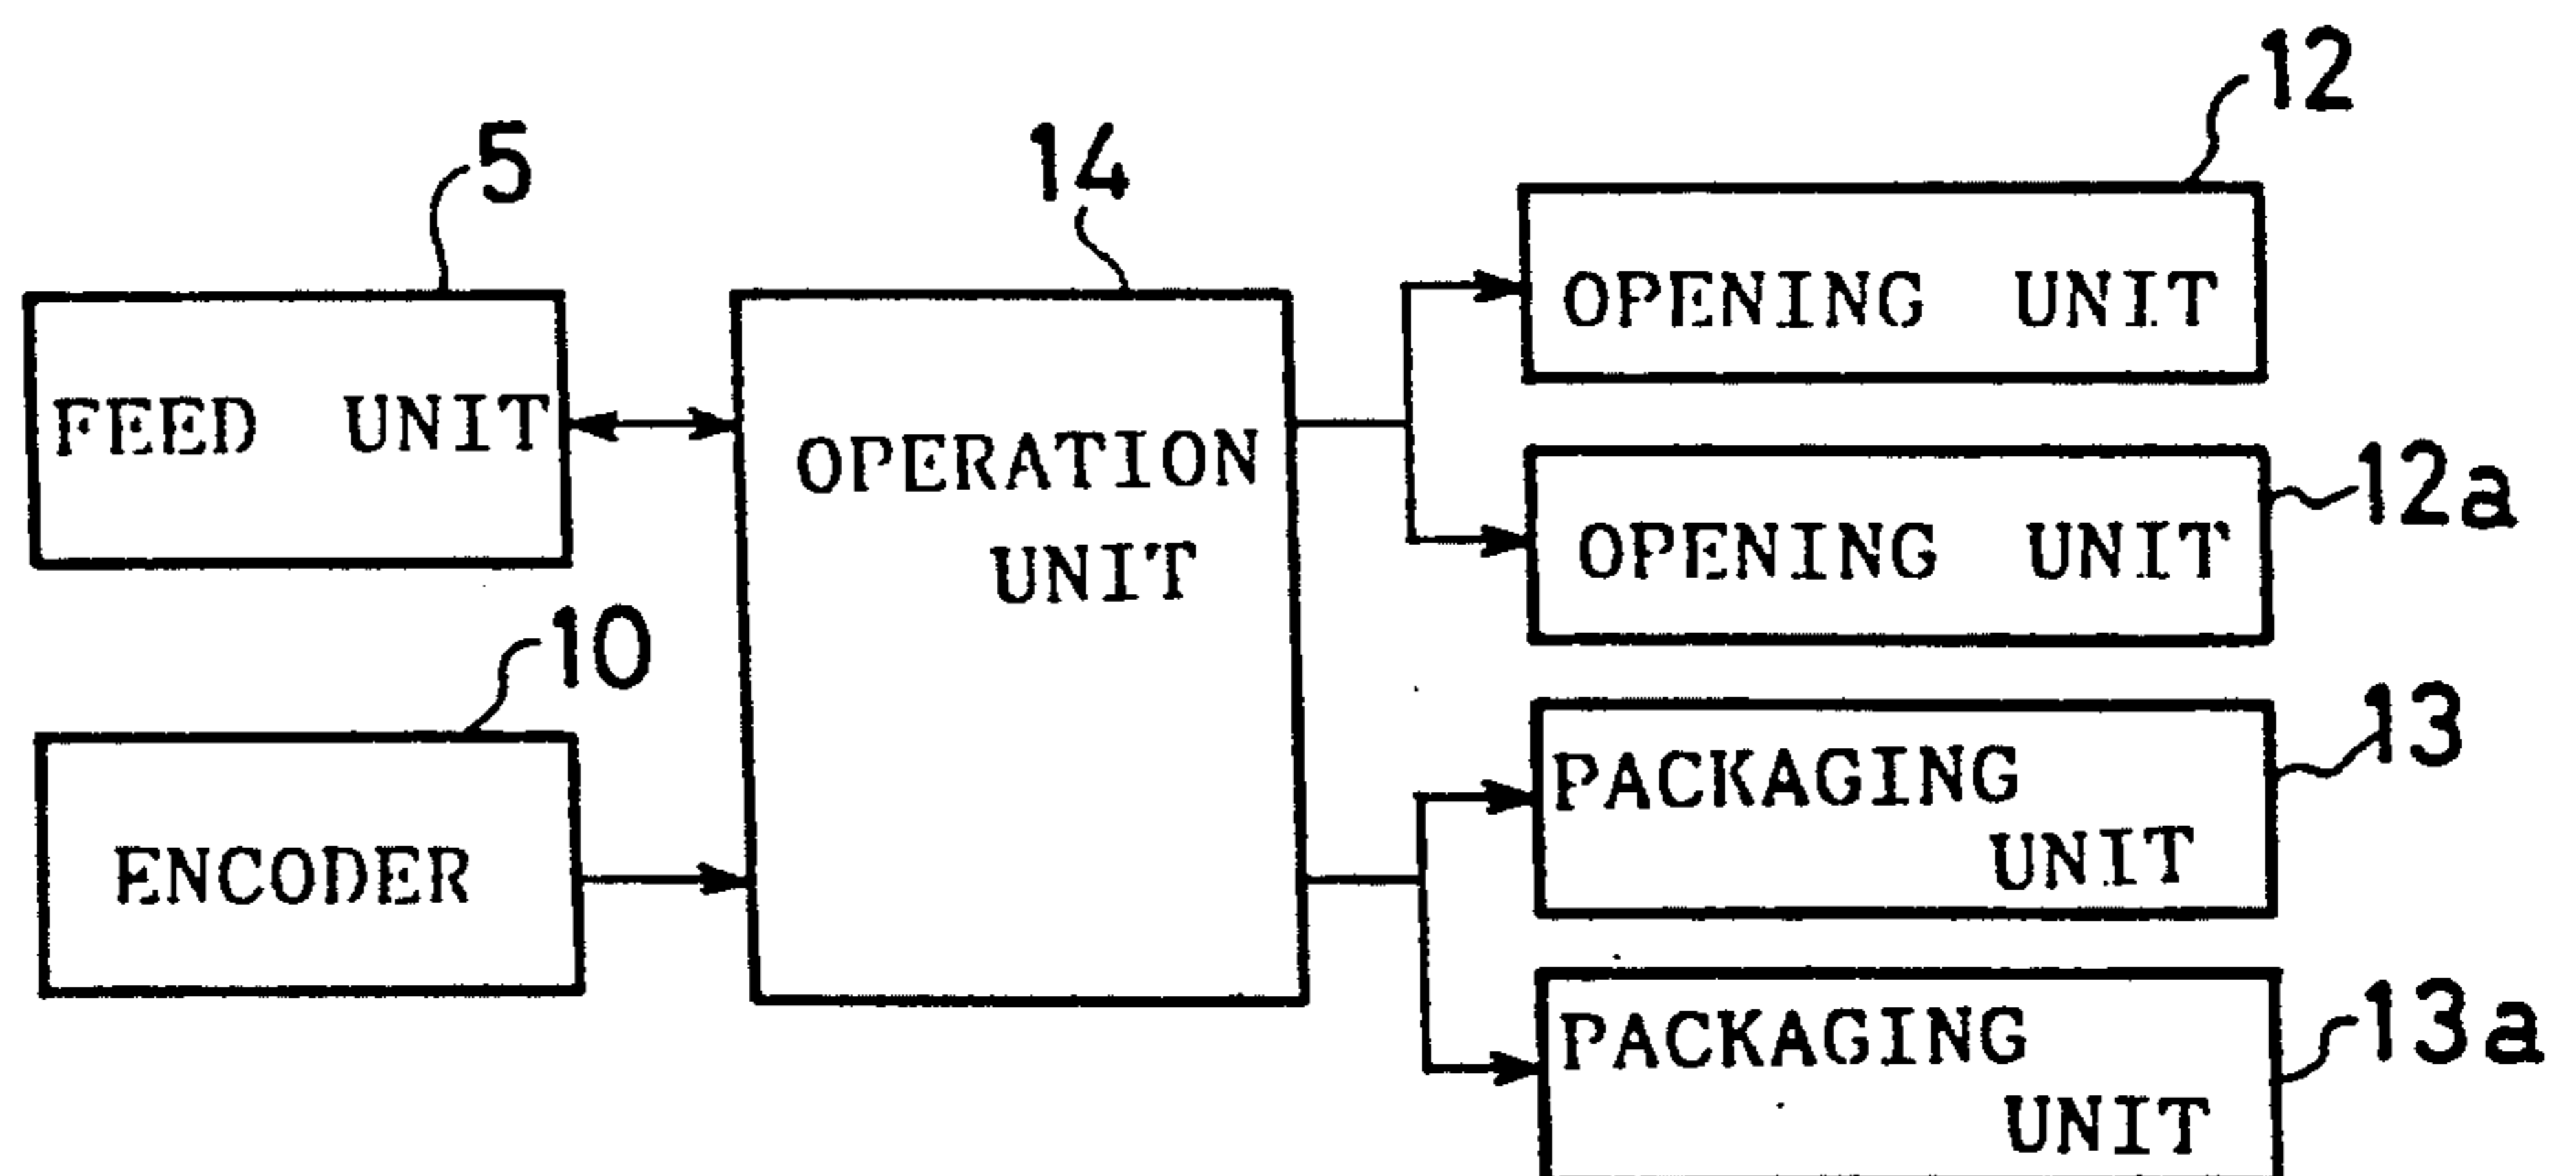 5
FEED UNIT
10
ENCODER
14
OPERATION
UNIT
12
OPENING UNIT
12a
OPENING UNIT
13
PACKAGING
UNIT
13a
PACKAGING
UNIT